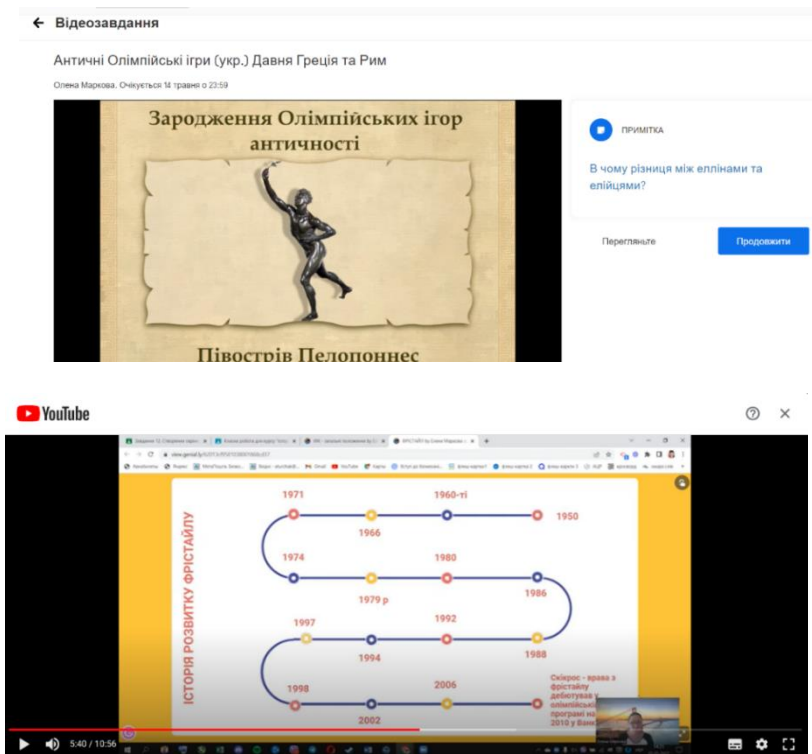 Відеозавдання
Античні Олімпійські ігри (укр.) Давня Греція та Рим
Олена Маркова. Очікується 14 травня о 23:59
Зародження Олімпійських ігор
античності
Півострів Пелопоннес
ПРИМІТКА
В чому різниця між еллінами та
елійцями?
Перегляньте
Продовжити
YouTube
ІСТОРІЯ РОЗВИТКУ ФРІСТАЙЛУ
1971
1960-ті
1966
1950
1974
1980
1979 р
1986
1997
1992
1994
1988
1998
2006
2002
Скікрос - врава з
фрістайлу
дебютував у
олімпійські
програмі на
2010 у Ванк
5:40 / 10:56